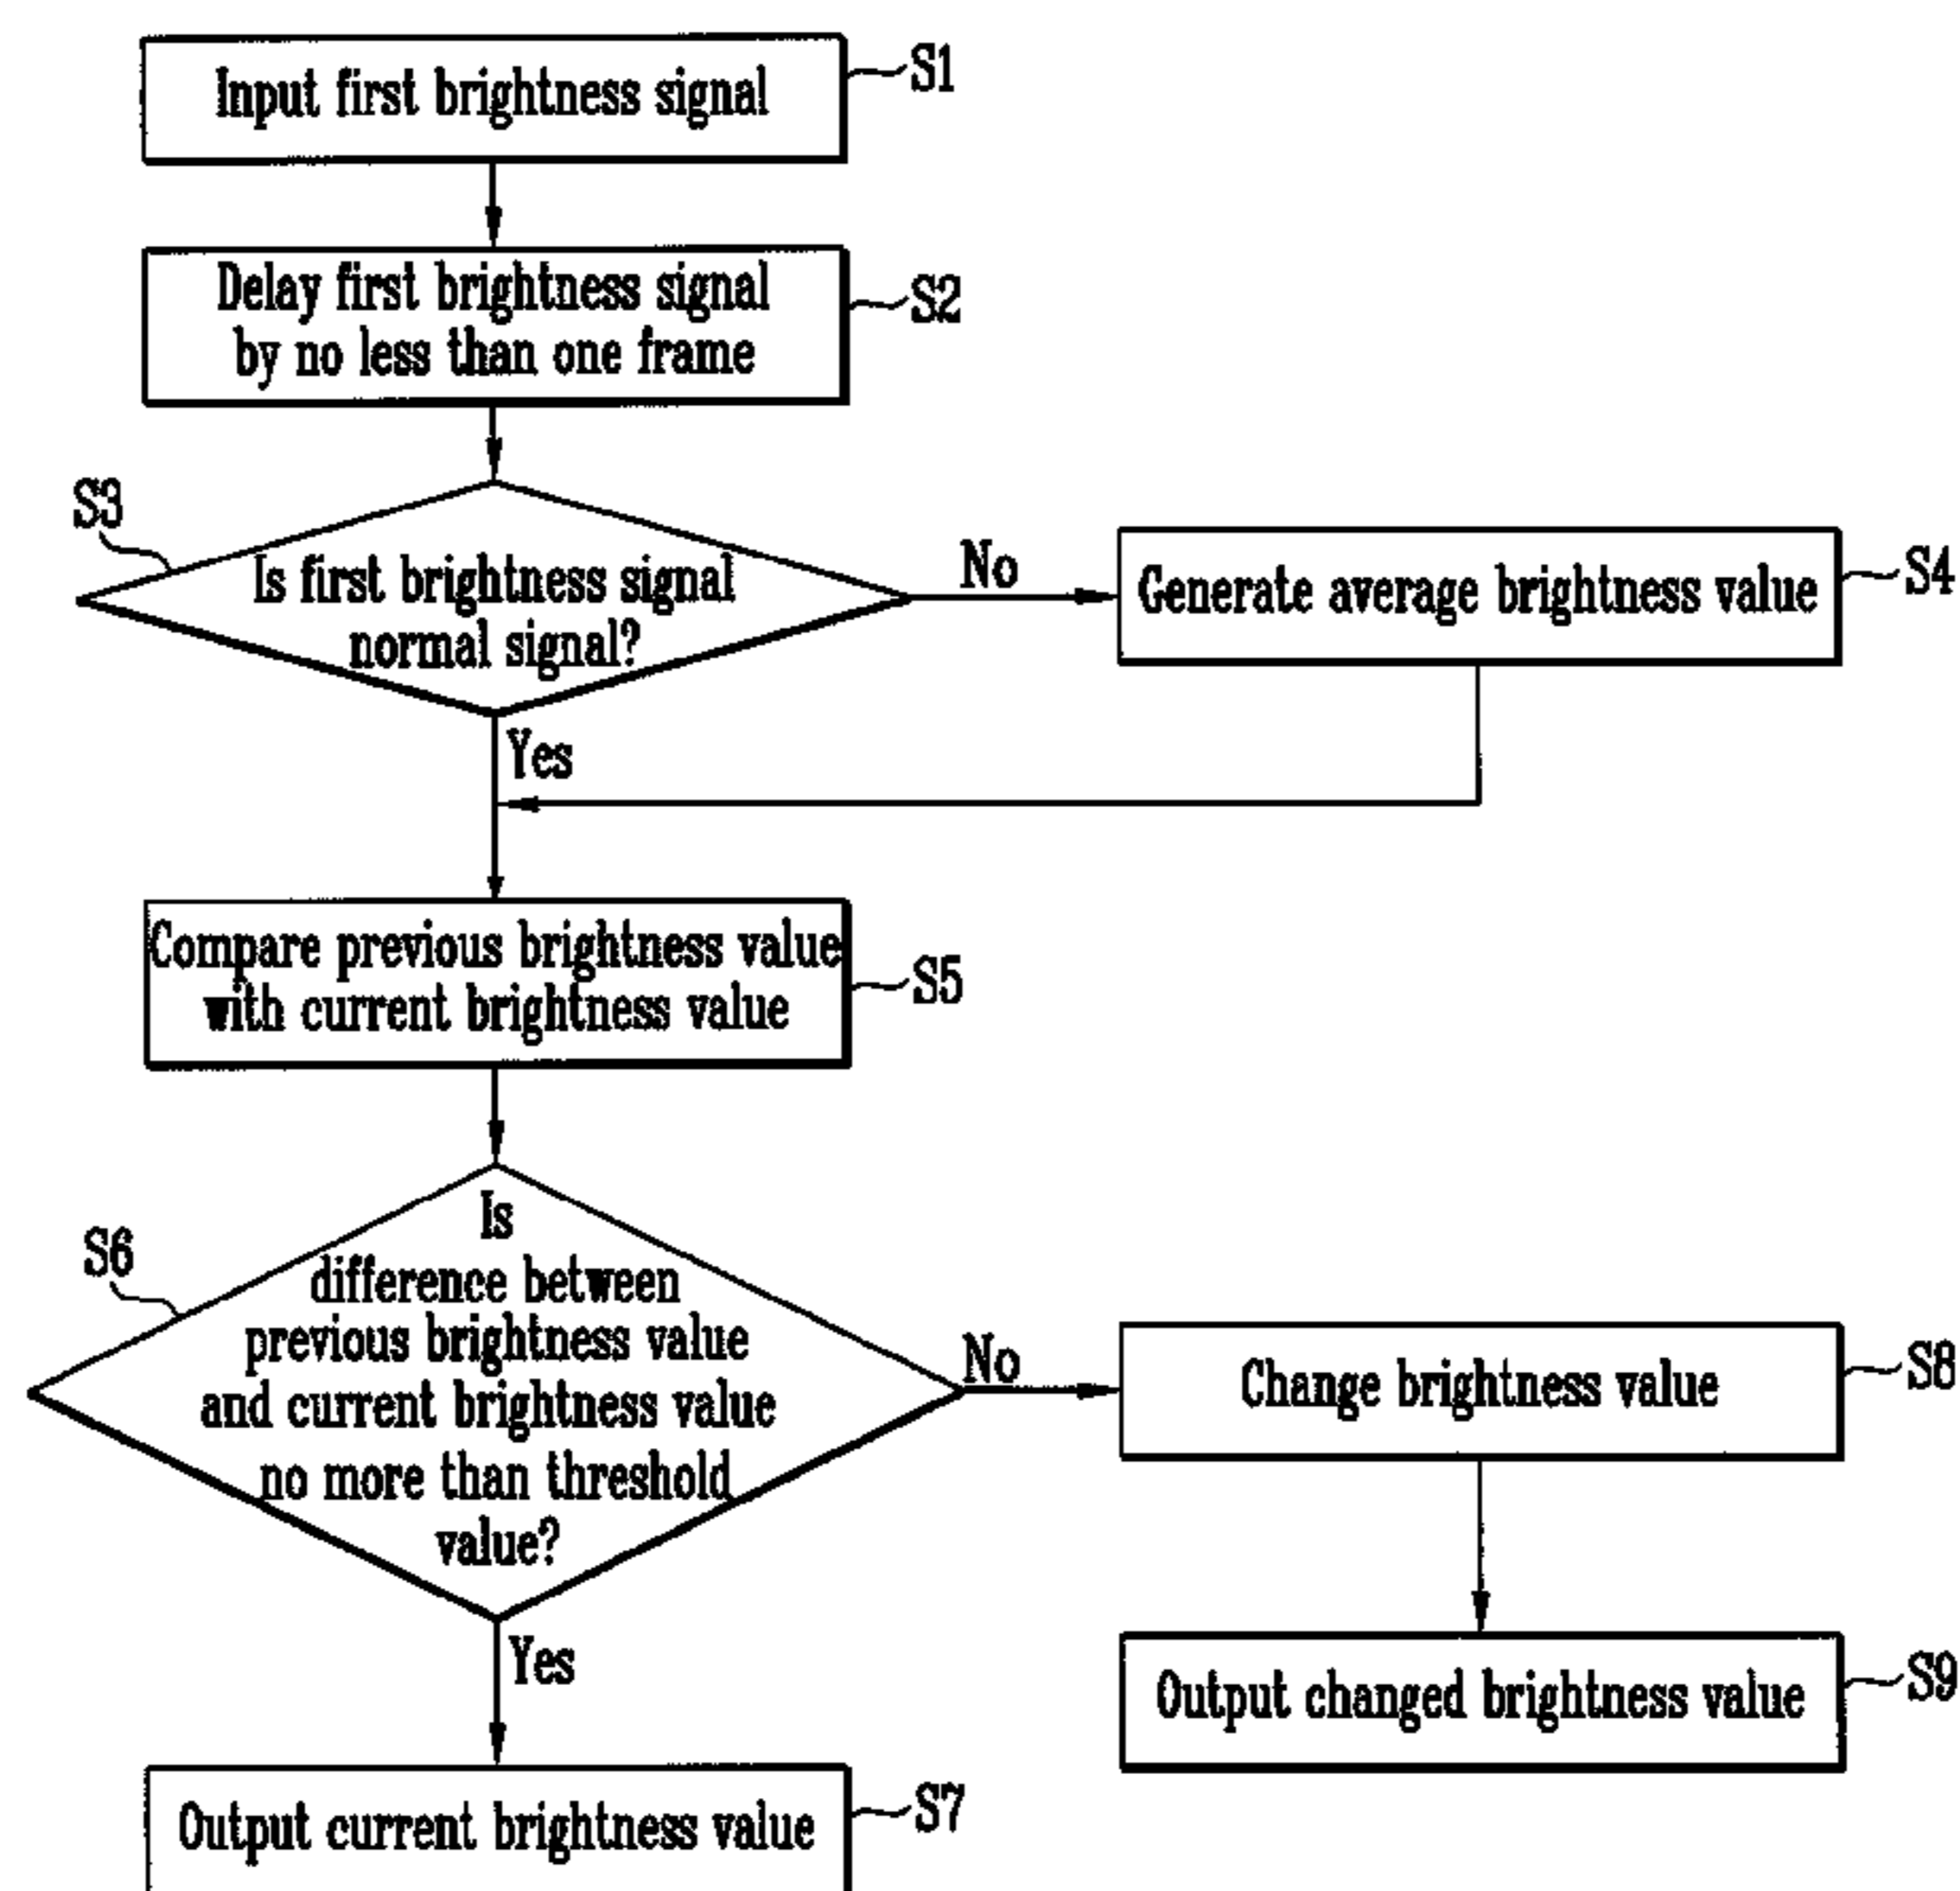 Input first brightness signal
S1
Delay first brightness signal
by no less than one frame
S2
S3
Is first brightness signal
normal signal?
No
Generate average brightness value
S4
Yes
Compare previous brightness value
with current brightness value
S5
S6
Is
difference between
previous brightness value
and current brightness value
no more than threshold
value?
No
Change brightness value
S8
Yes
Output changed brightness value
S9
Output current brightness value
S7